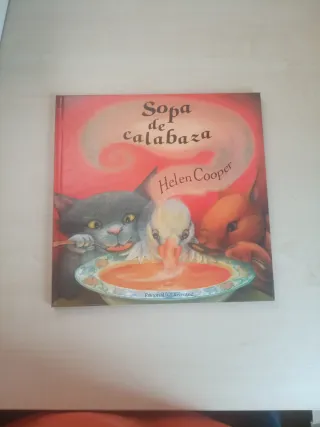 Sopa
de
calabaza
Helen Cooper